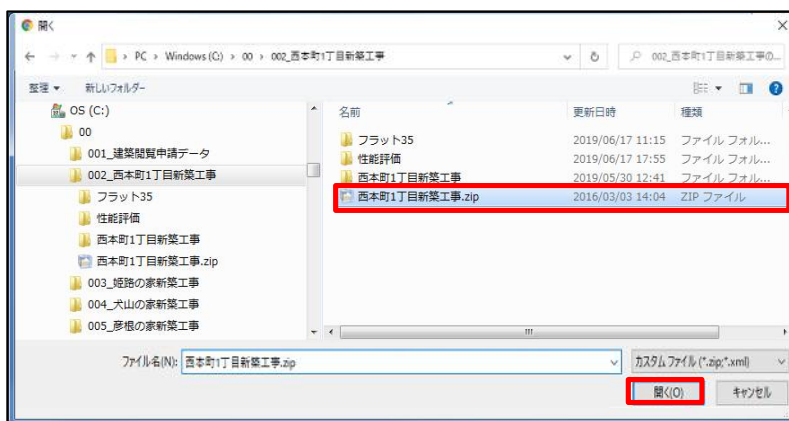 開く
PC › Windows (C:) › 00 › 002_西本町1丁目新築工事
002_西本町1丁目新築工事の...
整理
新しいフォルダー
OS (C:)
00
001_建築閲覧申請データ
002_西本町1丁目新築工事
フラット35
性能評価
西本町1丁目新築工事
西本町1丁目新築工事.zip
003_姫路の家新築工事
004_犬山の家新築工事
005_彦根の家新築工事
名前 更新日時 種類
フラット35 2019/06/17 11:15 ファイル フォル...
性能評価 2019/06/17 17:55 ファイル フォル...
西本町1丁目新築工事 2019/05/30 12:41 ファイル フォル...
西本町1丁目新築工事.zip 2016/03/03 14:04 ZIP ファイル
ファイル名(N): 西本町1丁目新築工事.zip
カスタム ファイル (*.zip;*.xml)
開く(O) キャンセル